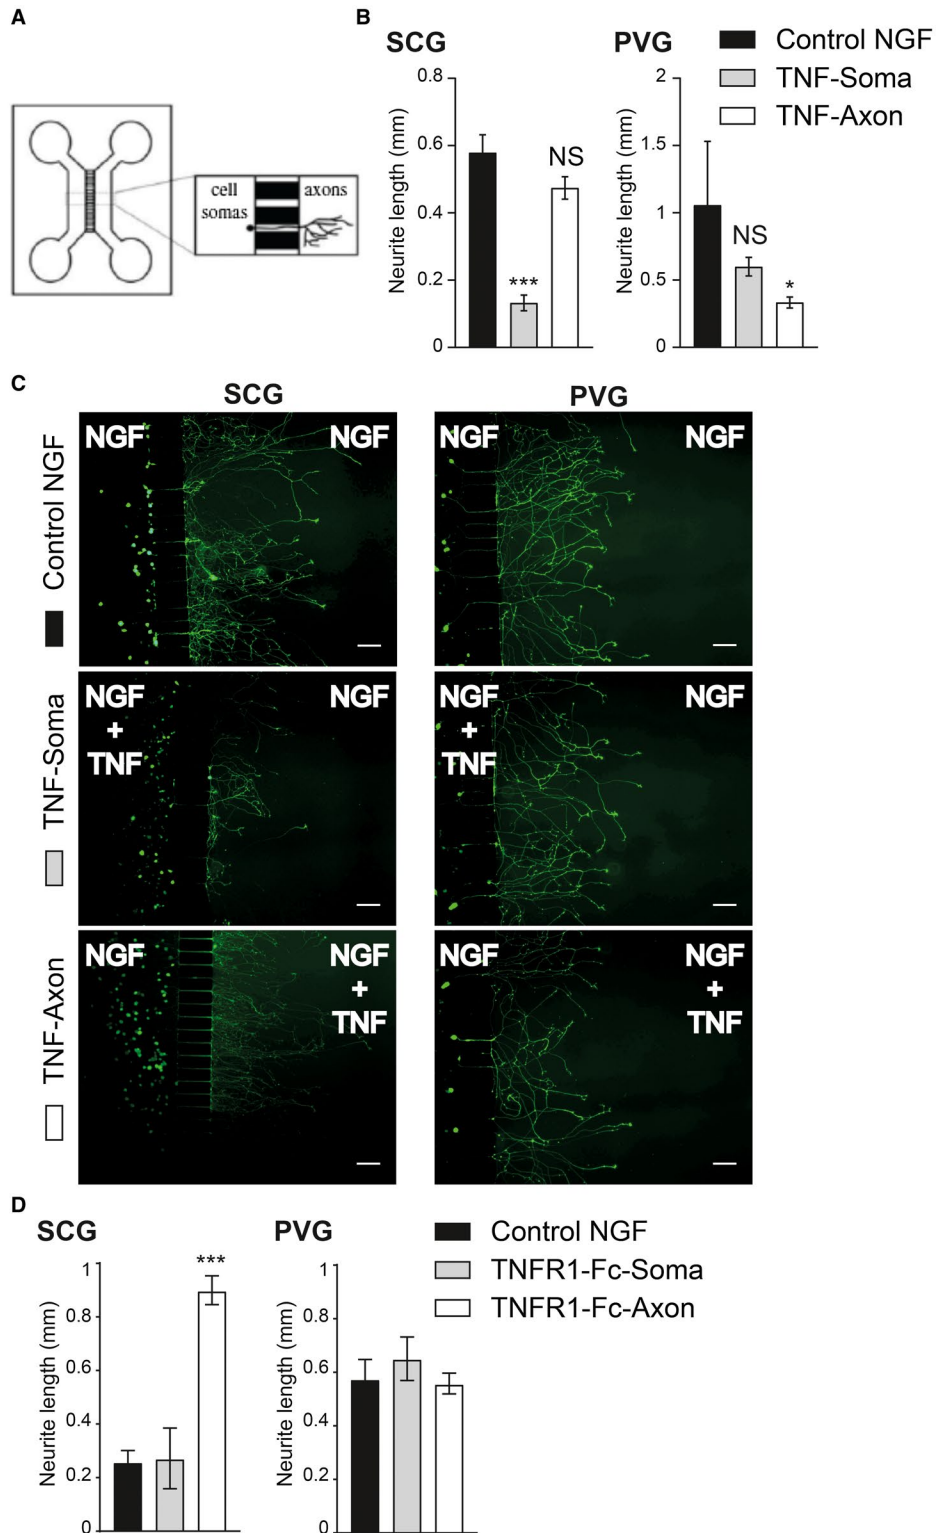 A
cell
somas
axons
B
SCG
Neurite length (mm)
0.8
0.6
0.4
0.2
0
***
NS
PVG
Neurite length (mm)
2
1.5
1
0.5
0
NS
*
Control NGF
TNF-Soma
TNF-Axon
C
SCG
PVG
Control NGF
NGF
NGF
NGF
NGF
TNF-Soma
NGF
+
TNF
NGF
NGF
+
TNF
NGF
TNF-Axon
NGF
NGF
+
TNF
NGF
NGF
+
TNF
D
SCG
Neurite length (mm)
1
0.8
0.6
0.4
0.2
0
***
PVG
Neurite length (mm)
1
0.8
0.6
0.4
0.2
0
Control NGF
TNFR1-Fc-Soma
TNFR1-Fc-Axon